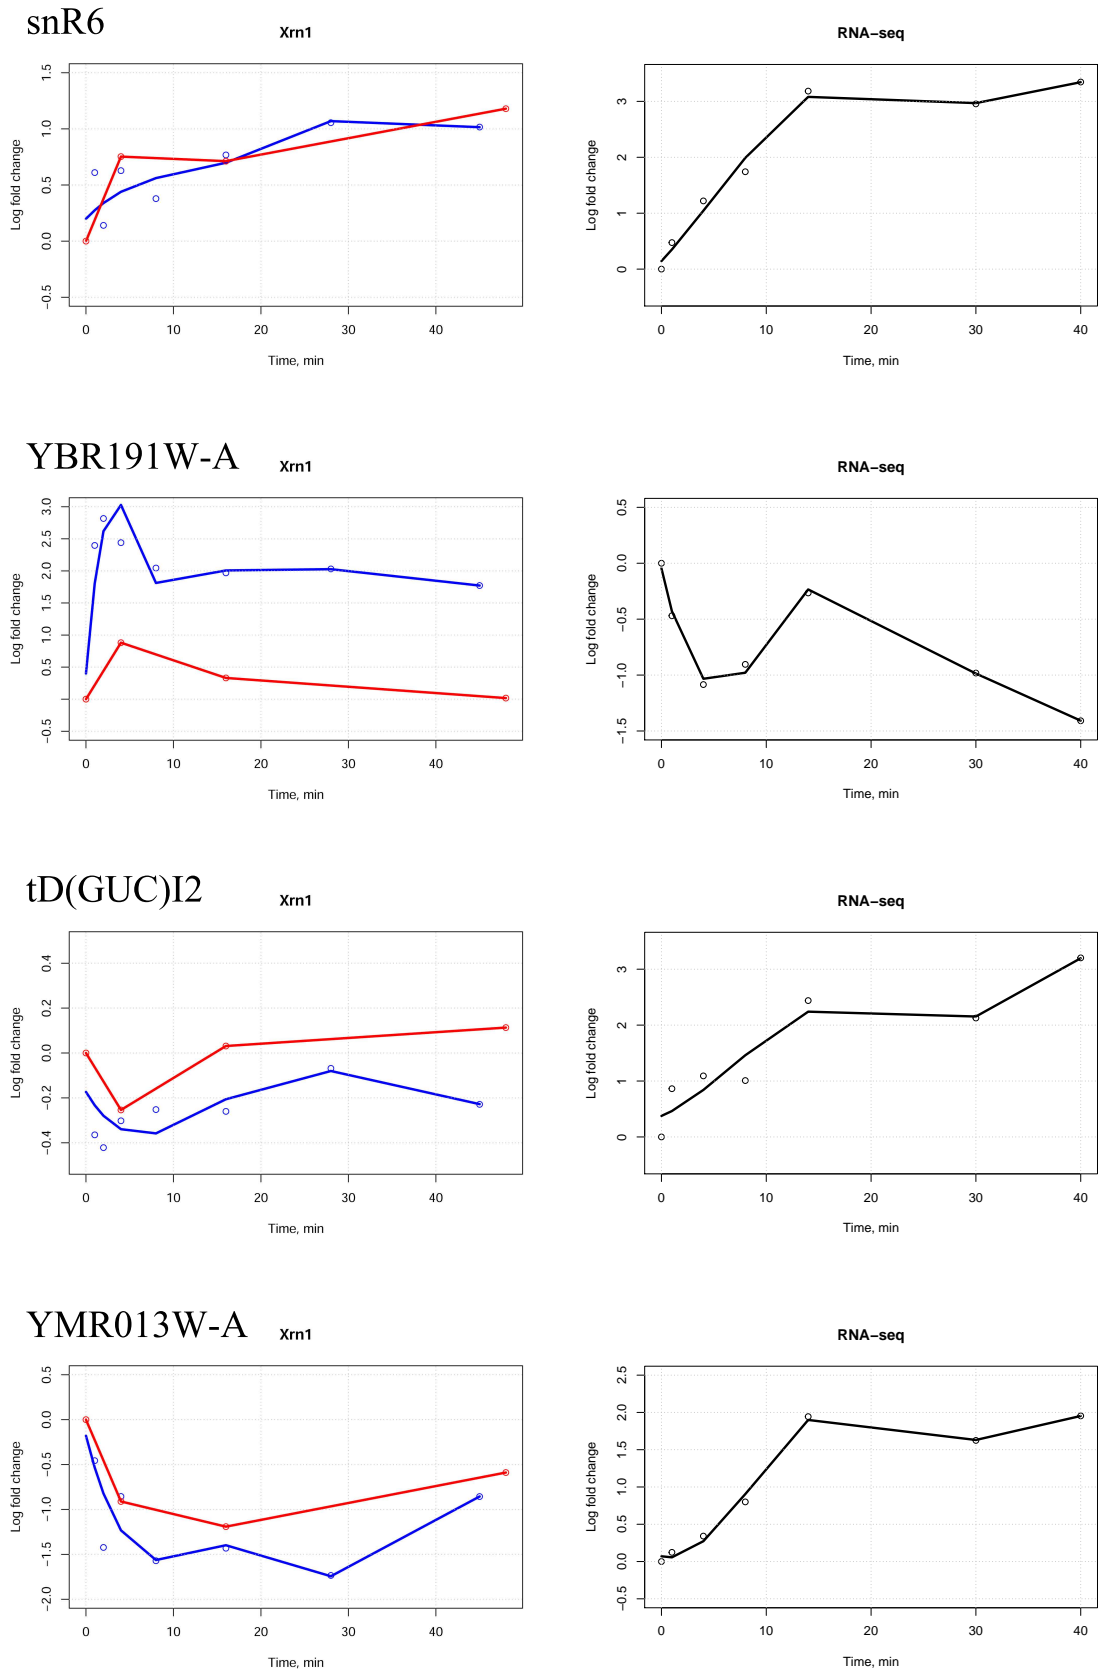 snR6
Xrn1
RNA−seq
Log fold change
1.5
1.0
0.5
0.0
−0.5
0 10 20 30 40
Time, min
Log fold change
3
2
1
0
0 10 20 30 40
Time, min
YBR191W-A
Xrn1
RNA−seq
Log fold change
3.0
2.5
2.0
1.5
1.0
0.5
−0.5
0 10 20 30 40
Time, min
Log fold change
0.5
0.0
−0.5
−1.0
−1.5
0 10 20 30 40
Time, min
tD(GUC)I2
Xrn1
RNA−seq
Log fold change
0.4
0.2
0.0
−0.2
−0.4
0 10 20 30 40
Time, min
Log fold change
3
2
1
0
0 10 20 30 40
Time, min
YMR013W-A
Xrn1
RNA−seq
Log fold change
0.5
0.0
−0.5
−1.0
−1.5
−2.0
0 10 20 30 40
Time, min
Log fold change
2.5
2.0
1.5
1.0
0.5
0.0
−0.5
0 10 20 30 40
Time, min